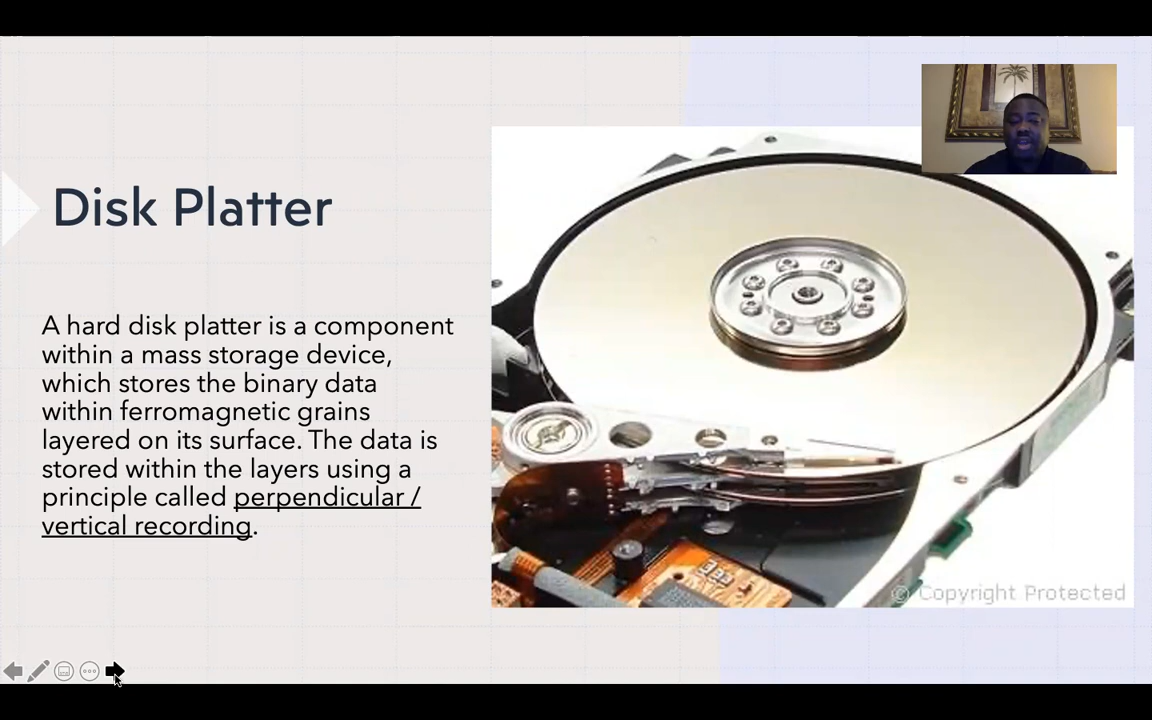 Disk Platter
A hard disk platter is a component
within a mass storage device,
which stores the binary data
within ferromagnetic grains
layered on its surface. The data is
stored within the layers using a
principle called perpendicular /
vertical recording.
© Copyright Protected